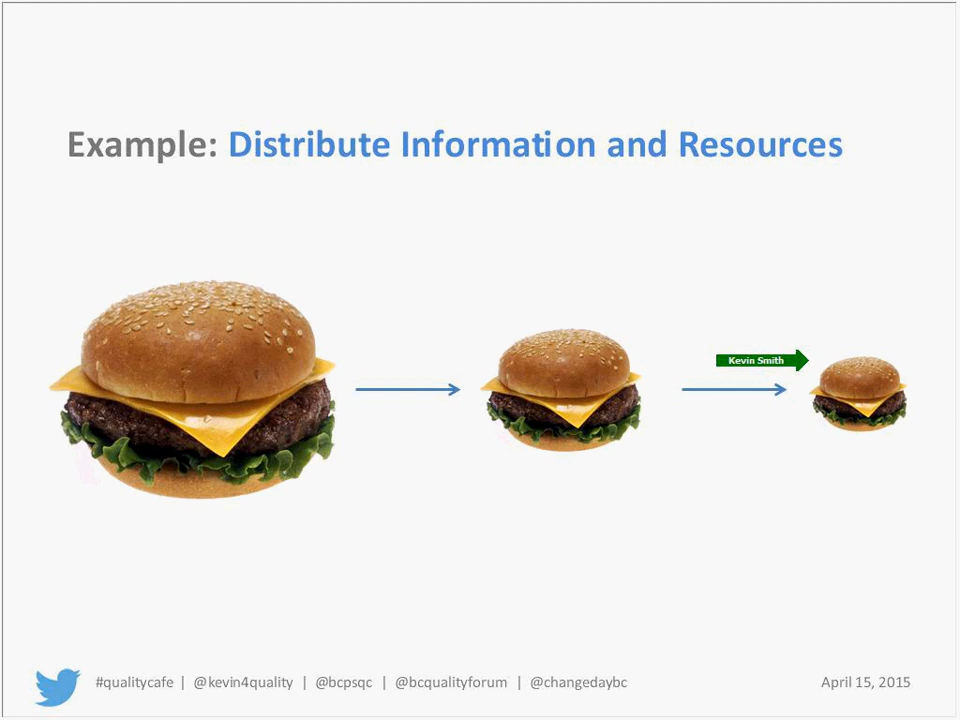 Example: Distribute Information and Resources
Kevin Smith
#qualitycafe | @kevin4quality | @bcpsqc | @bcqualityforum | @changedaybc April 15, 2015